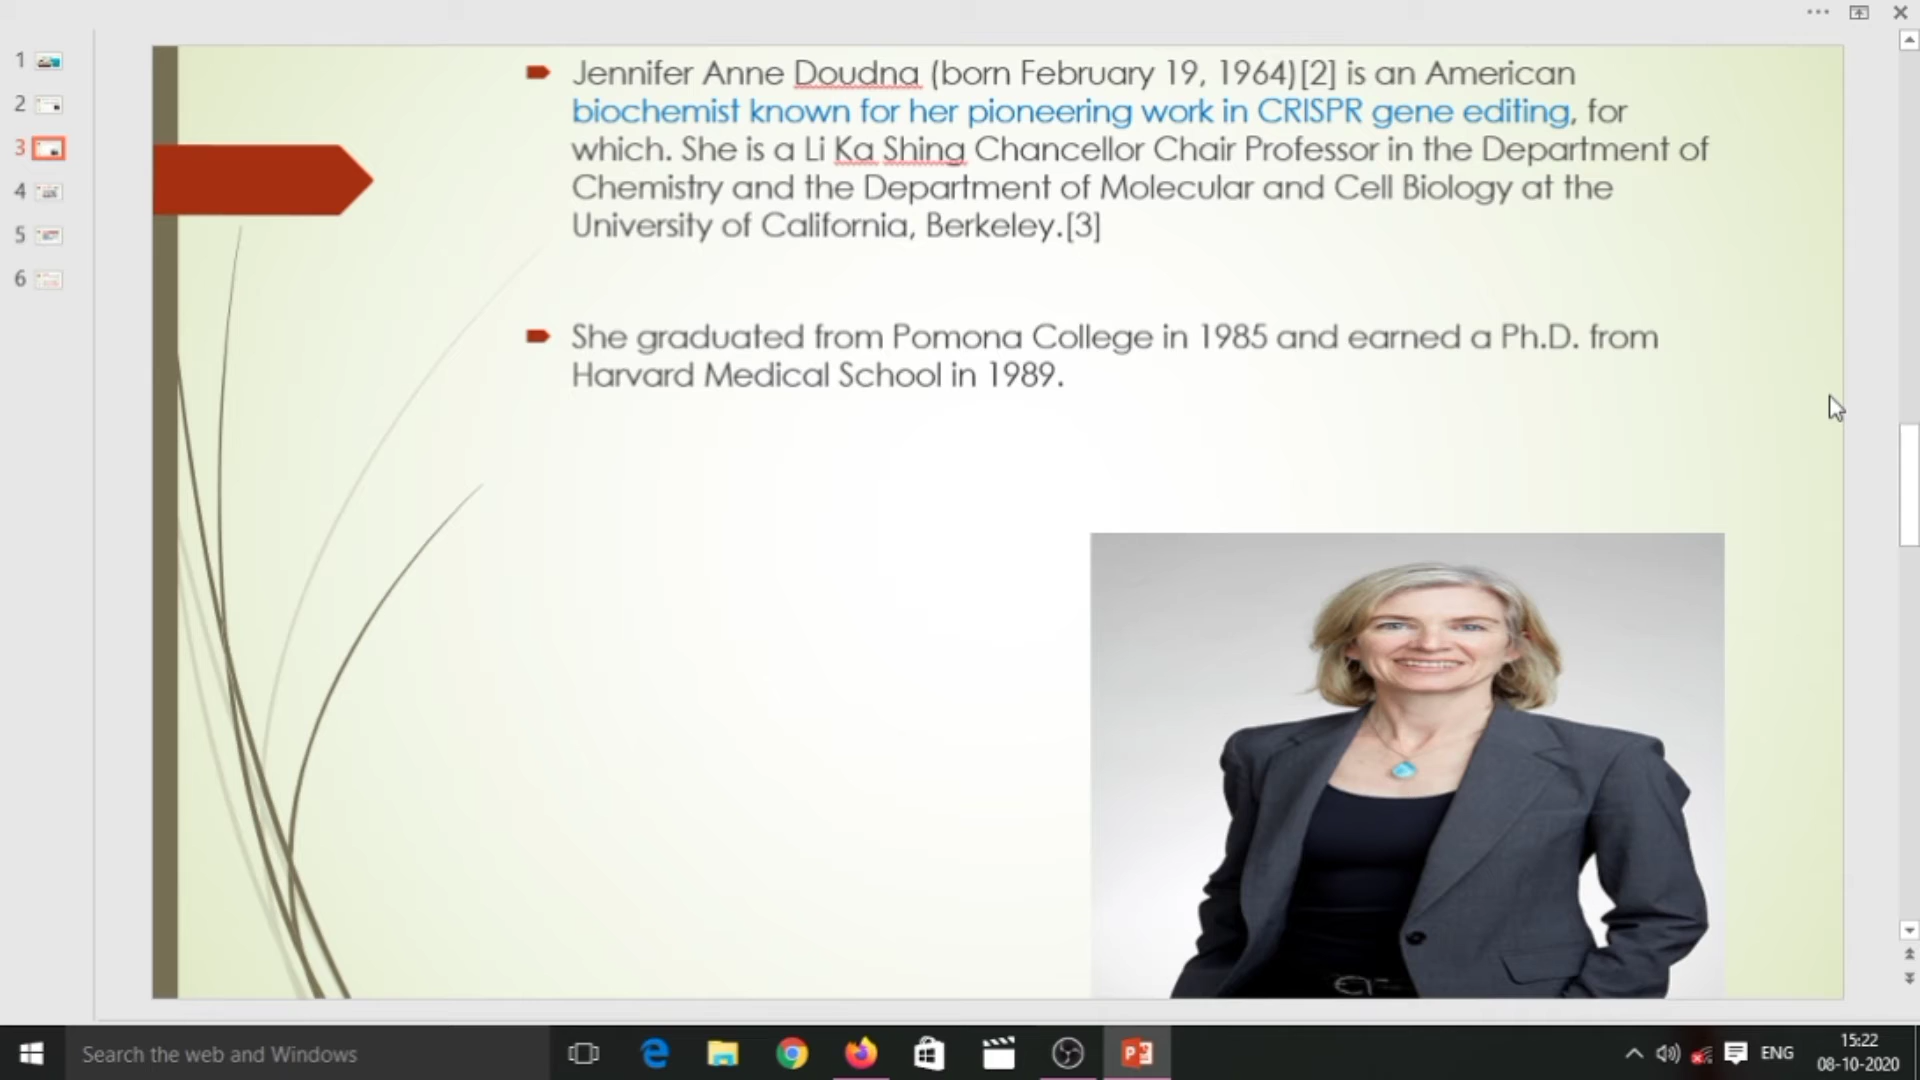 1
2
3
4
5
6
Jennifer Anne Doudna (born February 19, 1964)[2] is an American
biochemist known for her pioneering work in CRISPR gene editing, for
which. She is a Li Ka Shing Chancellor Chair Professor in the Department of
Chemistry and the Department of Molecular and Cell Biology at the
University of California, Berkeley.[3]
She graduated from Pomona College in 1985 and earned a Ph.D. from
Harvard Medical School in 1989.
Search the web and Windows
ENG
15:22
08-10-2020